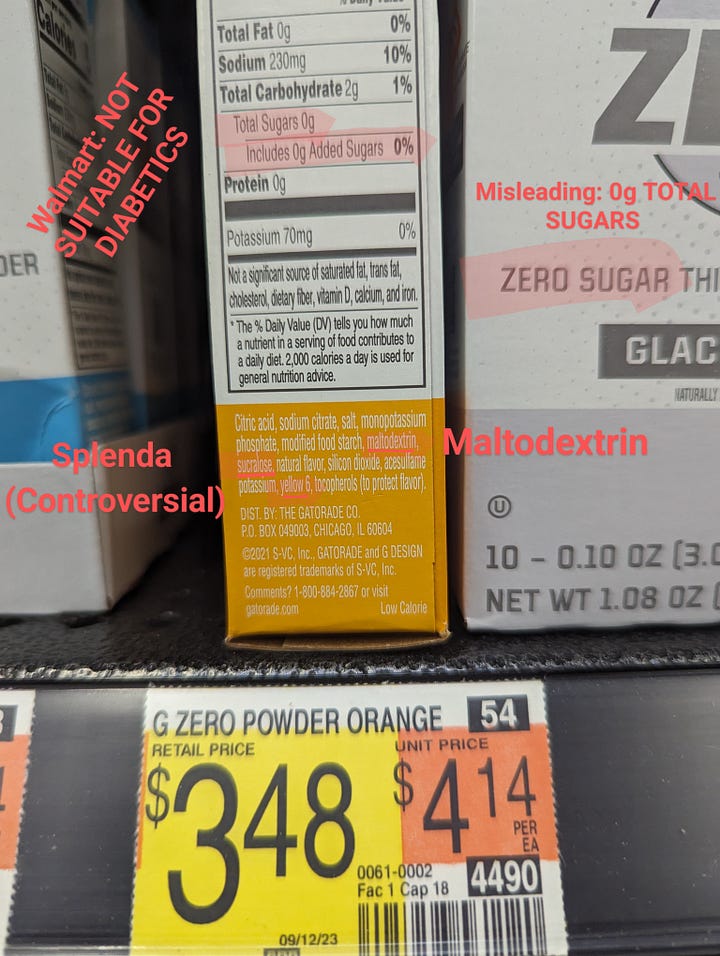 Calories
Walmart: NOT
SUITABLE FOR
DIABETICS
DER
Total Fat 0g 0%
Sodium 230mg 10%
Total Carbohydrate 2g 1%
Total Sugars 0g
Includes 0g Added Sugars 0%
Protein 0g
Potassium 70mg 0%
Not a significant source of saturated fat, trans fat,
cholesterol, dietary fiber, vitamin D, calcium, and iron.
* The % Daily Value (DV) tells you how much
a nutrient in a serving of food contributes to
a daily diet. 2,000 calories a day is used for
general nutrition advice.
Misleading: 0g TOTAL
SUGARS
ZERO SUGAR THI
GLAC
NATURALLY
Citric acid, sodium citrate, salt, monopotassium
phosphate, modified food starch, maltodextrin,
sucralose, natural flavor, silicon dioxide, acesulfame
potassium, yellow 6, tocopherols (to protect flavor).
Maltodextrin
Splenda
(Controversial)
DIST. BY: THE GATORADE CO.
P.O. BOX 049003, CHICAGO, IL 60604
©2021 S-VC, Inc., GATORADE and G DESIGN
are registered trademarks of S-VC, Inc.
Comments? 1-800-884-2867 or visit
gatorade.com Low Calorie
U
10 - 0.10 OZ (3.0
NET WT 1.08 OZ
G ZERO POWDER ORANGE 54
RETAIL PRICE UNIT PRICE
$348 $414
PER
EA
0061-0002
Fac 1 Cap 18 4490
09/12/23